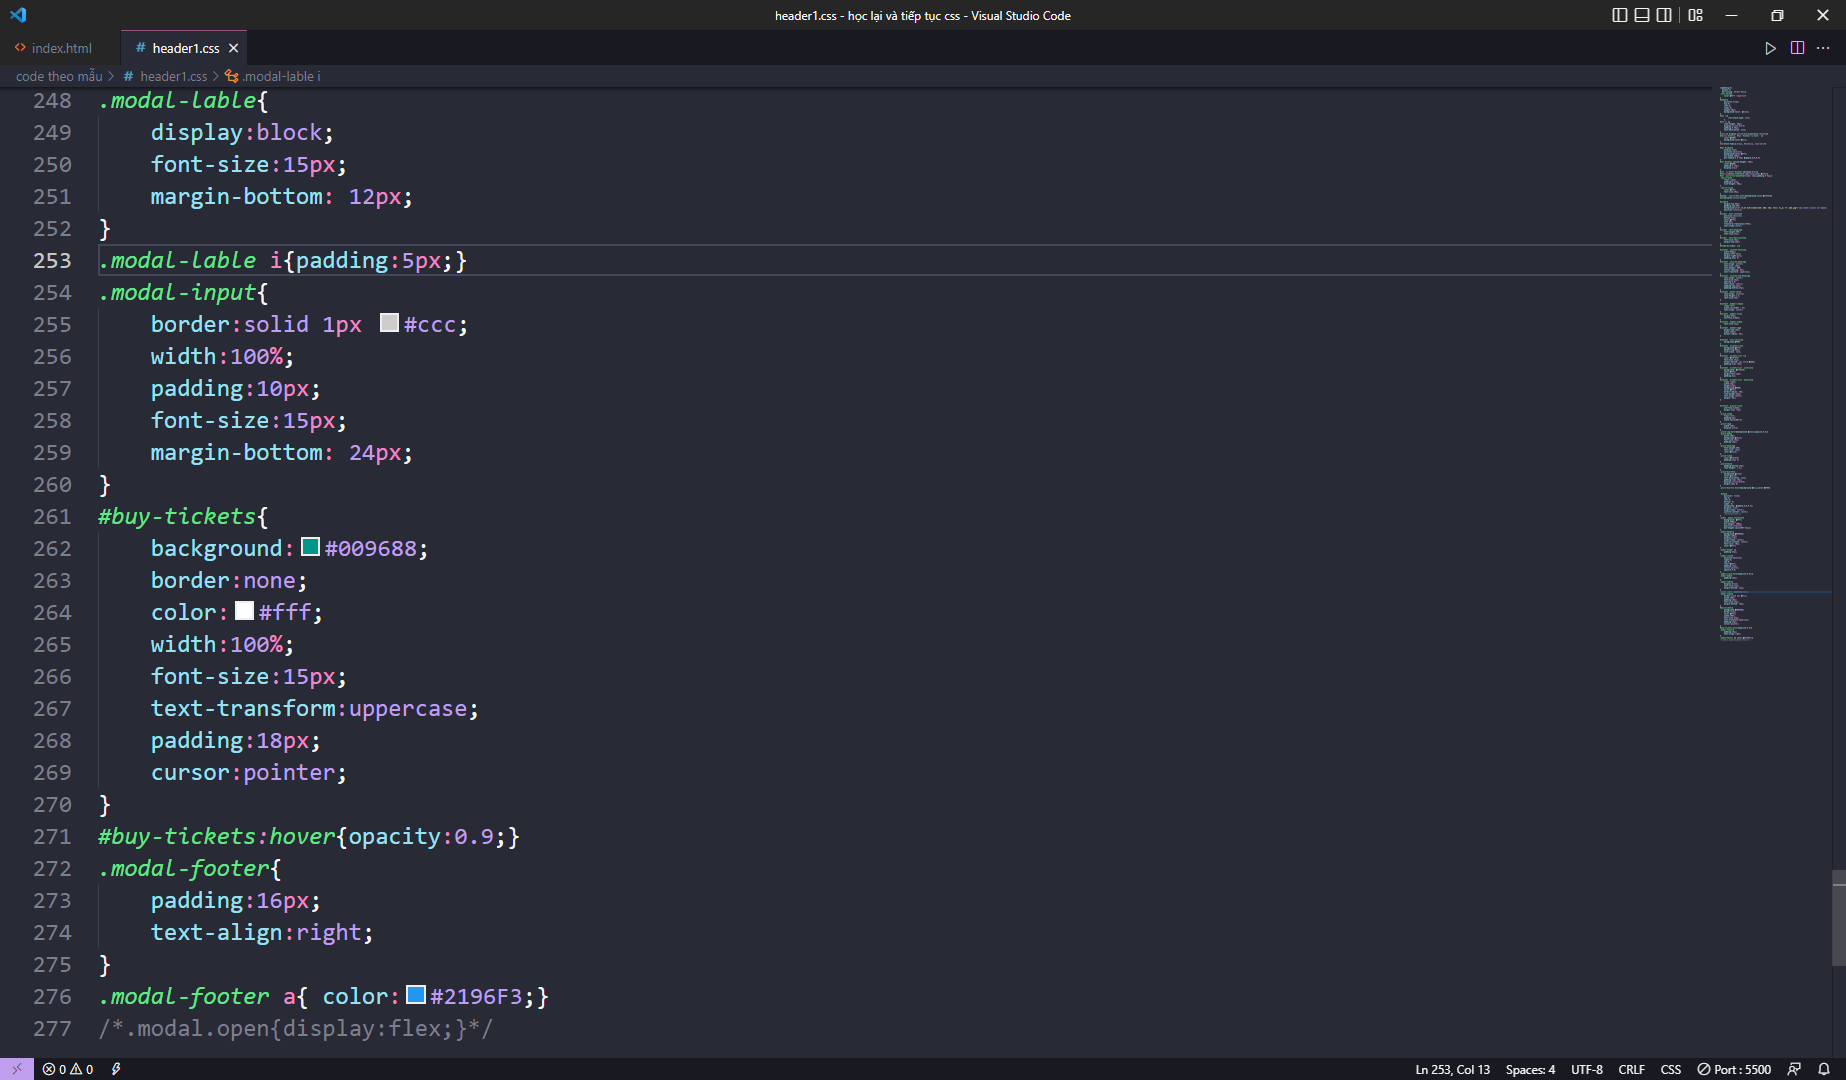 header1.css - học lại và tiếp tục css - Visual Studio Code
index.html
# header1.css
code theo mẫu > # header1.css > .modal-lable i
248 .modal-lable{
249 display:block;
250 font-size:15px;
251 margin-bottom: 12px;
252 }
253 .modal-lable i{padding:5px;}
254 .modal-input{
255 border:solid 1px #ccc;
256 width:100%;
257 padding:10px;
258 font-size:15px;
259 margin-bottom: 24px;
260 }
261 #buy-tickets{
262 background:#009688;
263 border:none;
264 color:#fff;
265 width:100%;
266 font-size:15px;
267 text-transform:uppercase;
268 padding:18px;
269 cursor:pointer;
270 }
271 #buy-tickets:hover{opacity:0.9;}
272 .modal-footer{
273 padding:16px;
274 text-align:right;
275 }
276 .modal-footer a{ color:#2196F3;}
277 /*.modal.open{display:flex;}*/
0 0 Ln 253, Col 13 Spaces: 4 UTF-8 CRLF CSS Port : 5500